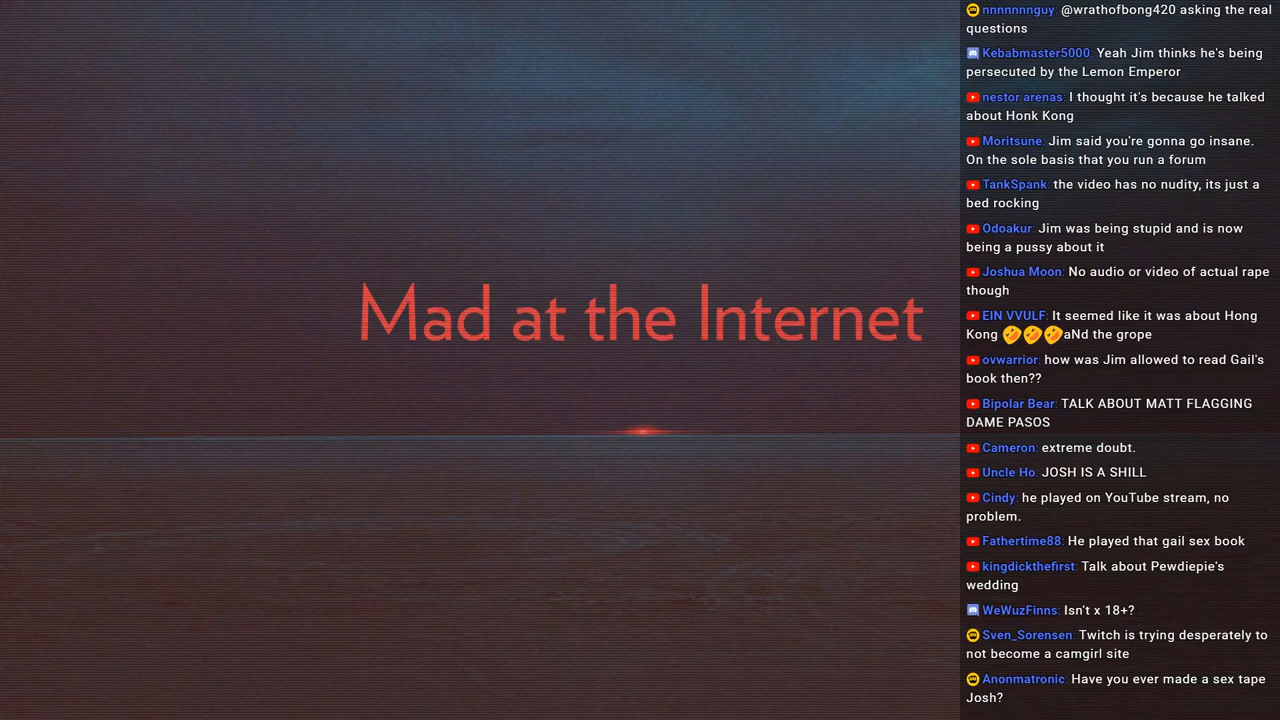 Mad at the Internet
nnnnnnnguy: @wrathofbong420 asking the real
questions
Kebabmaster5000: Yeah Jim thinks he's being
persecuted by the Lemon Emperor
nestor arenas: I thought it's because he talked
about Honk Kong
Moritsune: Jim said you're gonna go insane.
On the sole basis that you run a forum
TankSpank: the video has no nudity, its just a
bed rocking
Odoakur: Jim was being stupid and is now
being a pussy about it
Joshua Moon: No audio or video of actual rape
though
EIN VVULF: It seemed like it was about Hong
Kong 🤣🤣🤣aNd the grope
ovwarrior: how was Jim allowed to read Gail's
book then??
Bipolar Bear: TALK ABOUT MATT FLAGGING
DAME PASOS
Cameron: extreme doubt.
Uncle Ho: JOSH IS A SHILL
Cindy: he played on YouTube stream, no
problem.
Fathertime88: He played that gail sex book
kingdickthefirst: Talk about Pewdiepie's
wedding
WeWuzFinns: Isn't x 18+?
Sven_Sorensen: Twitch is trying desperately to
not become a camgirl site
Anonmatronic: Have you ever made a sex tape
Josh?